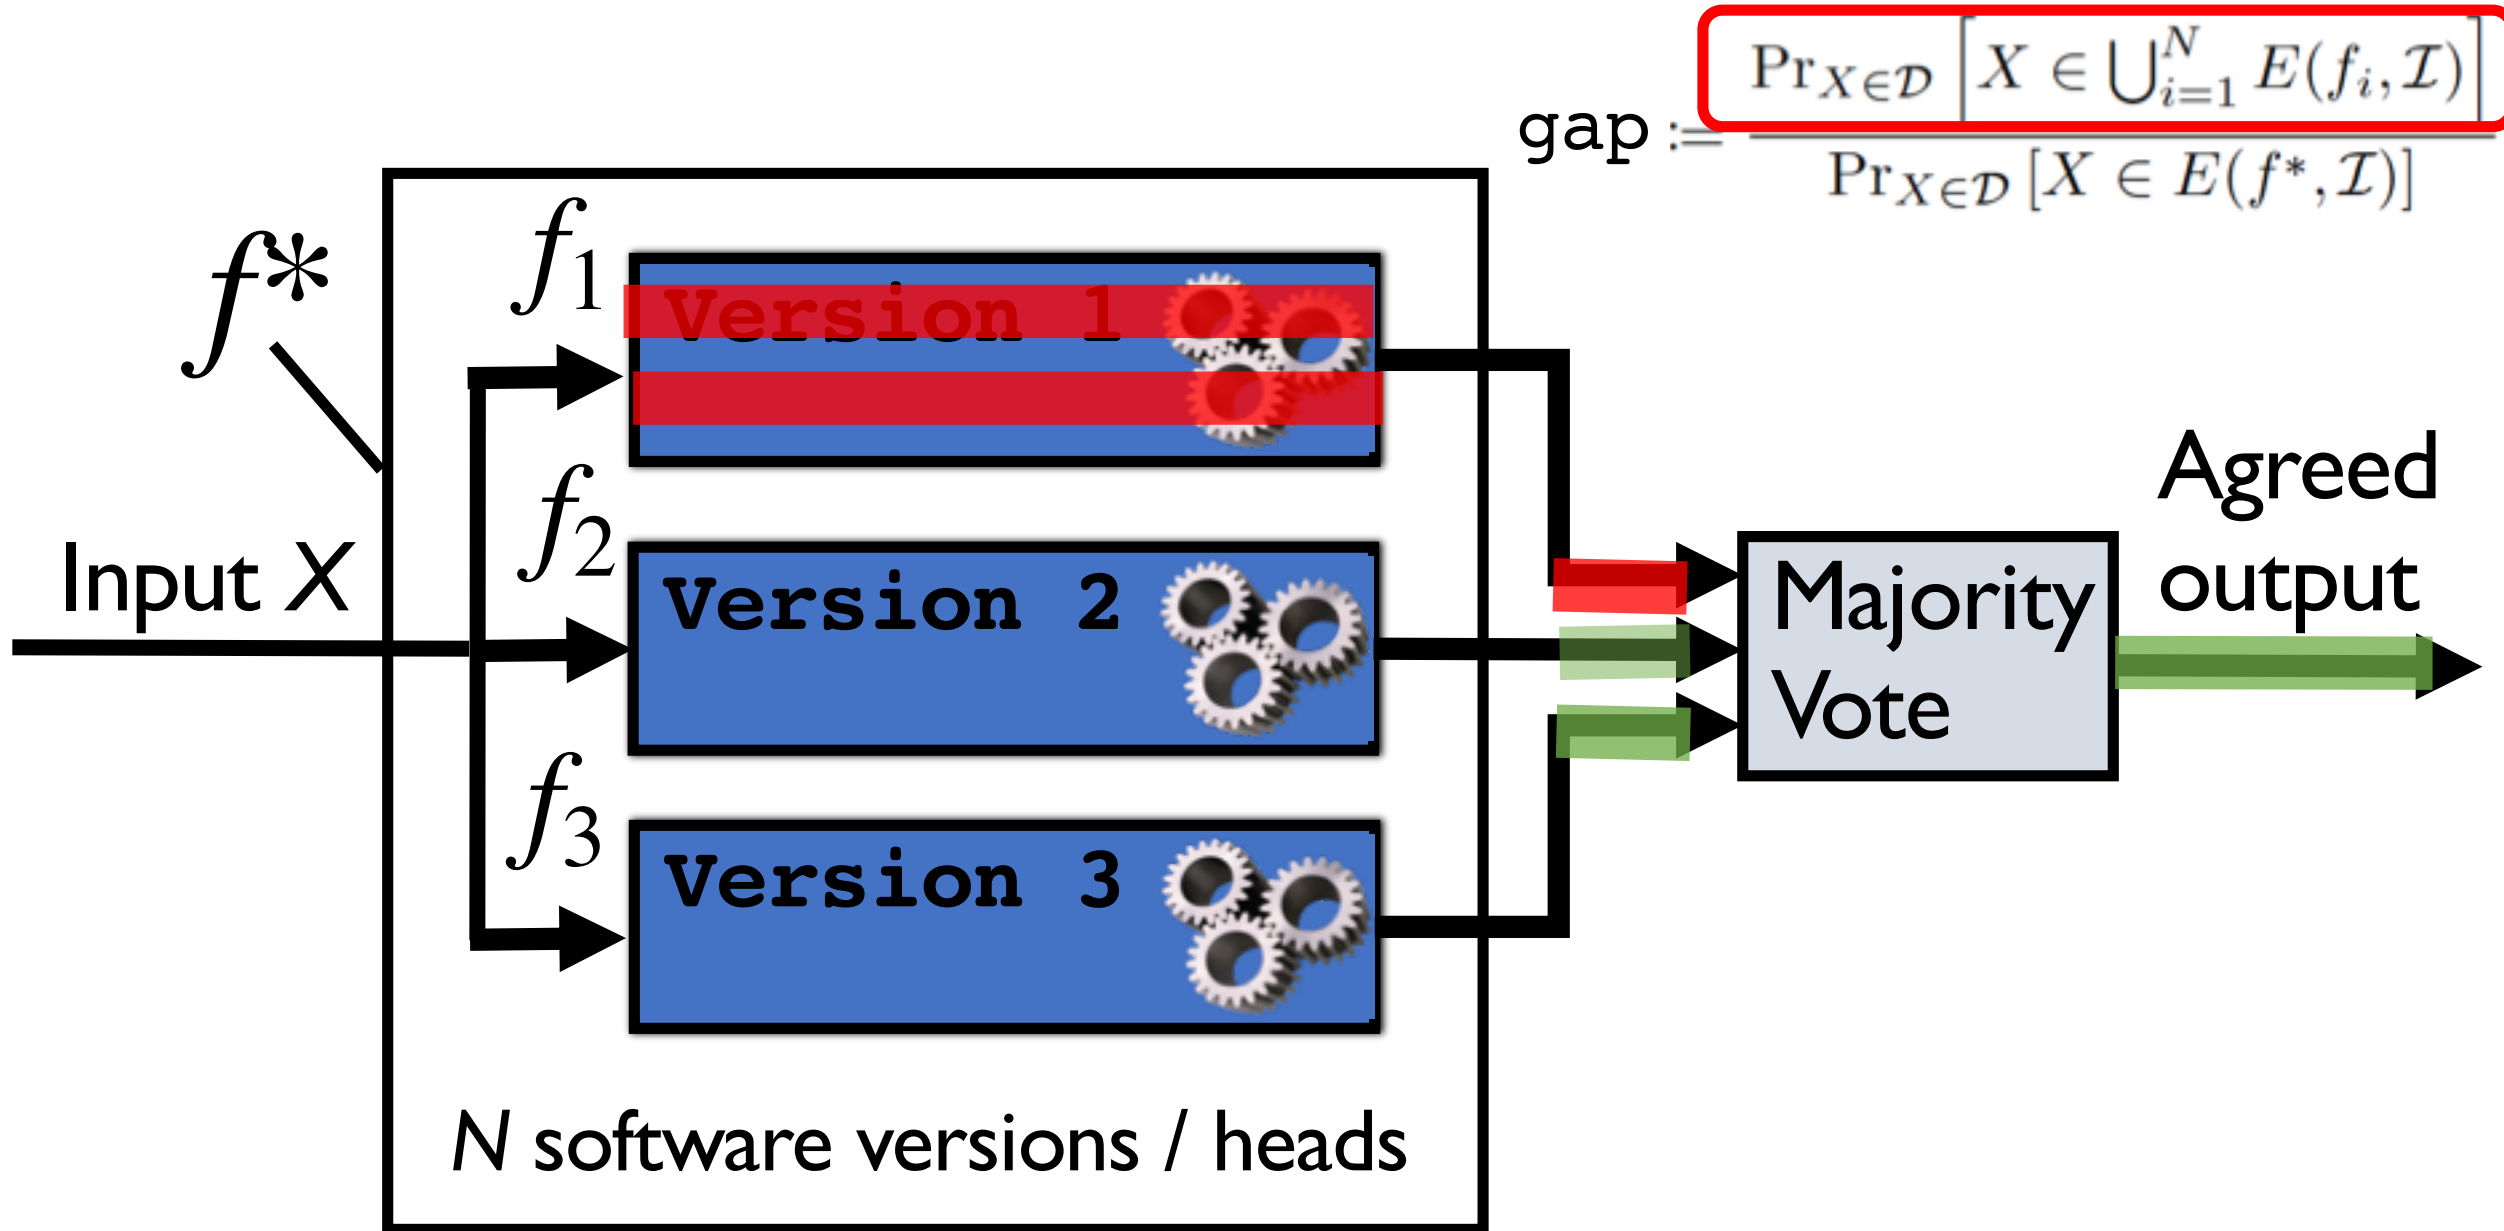 gap := Pr_{X∈𝒟} [X ∈ ⋃_{i=1}^{N} E(f_i, ℐ)]
Pr_{X∈𝒟} [X ∈ E(f*, ℐ)]
f*
f1
Version 1
f2
Input X
Version 2
f3
Version 3
Majority
Vote
Agreed
output
N software versions / heads